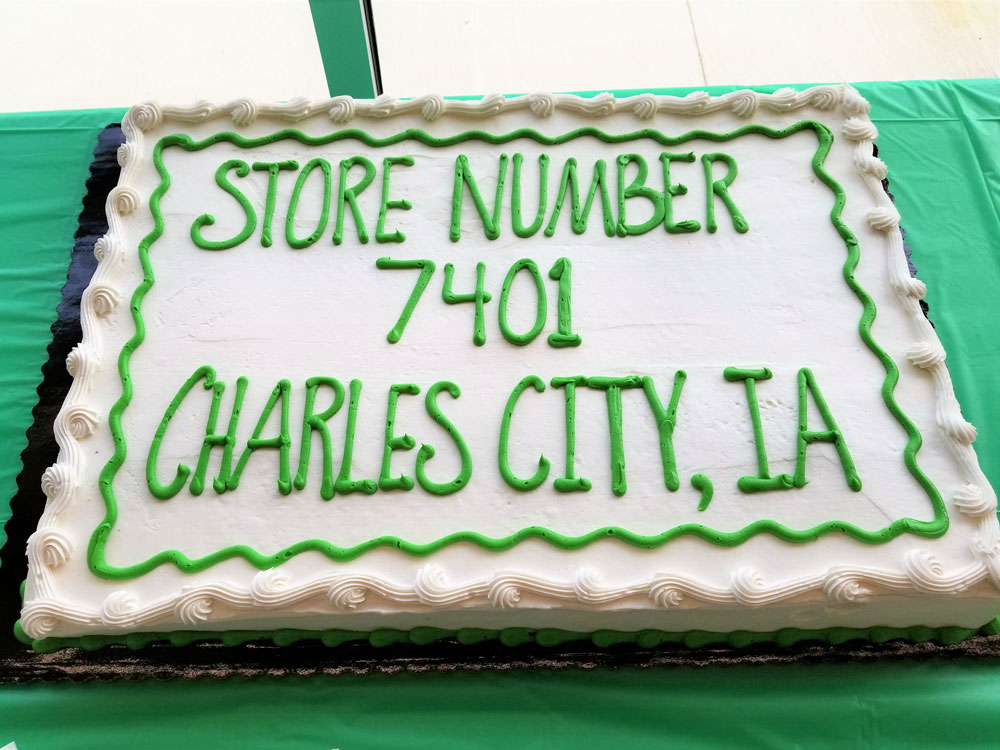 STORE NUMBER
7401
CHARLES CITY, IA